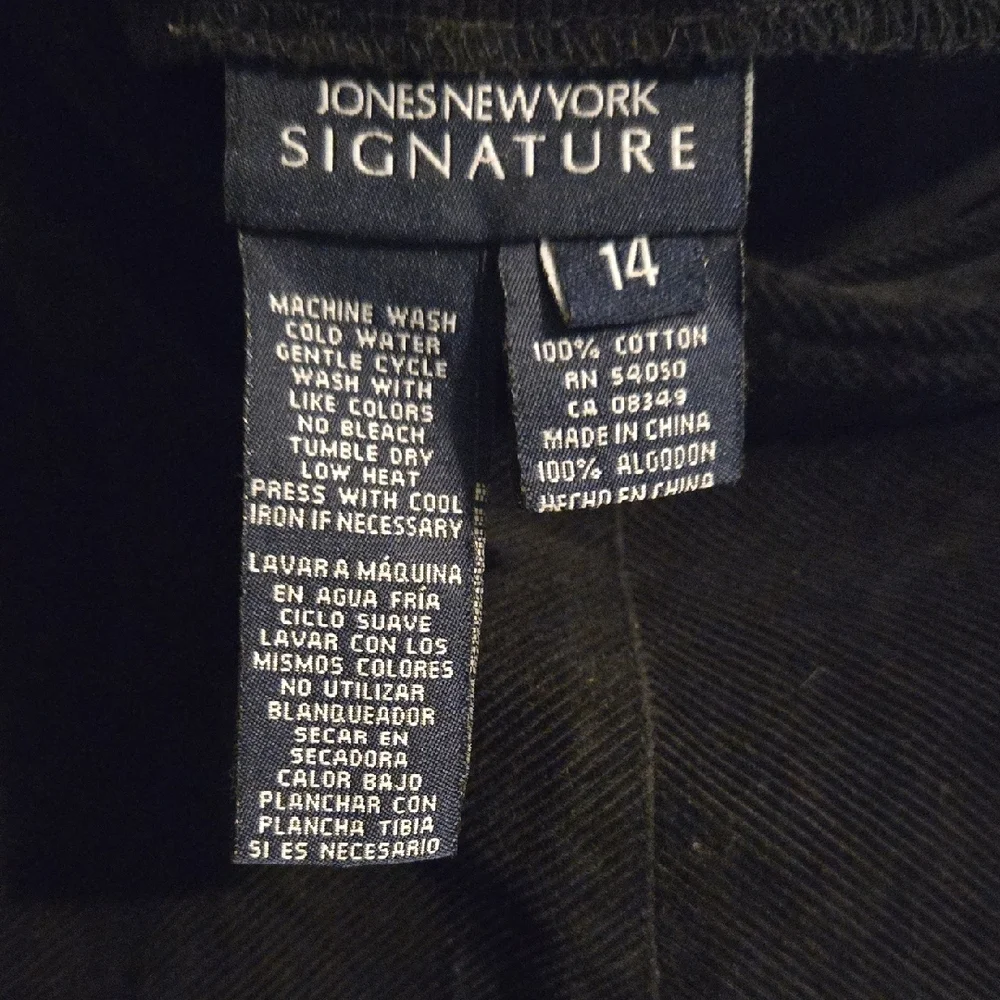 JONES NEW YORK
SIGNATURE
14
MACHINE WASH
COLD WATER
GENTLE CYCLE
WASH WITH
LIKE COLORS
NO BLEACH
TUMBLE DRY
LOW HEAT
PRESS WITH COOL
IRON IF NECESSARY
LAVAR A MÁQUINA
EN AGUA FRÍA
CICLO SUAVE
LAVAR CON LOS
MISMOS COLORES
NO UTILIZAR
BLANQUEADOR
SECAR EN
SECADORA
CALOR BAJO
PLANCHAR CON
PLANCHA TIBIA
SI ES NECESARIO
100% COTTON
RN 54050
CA 08349
MADE IN CHINA
100% ALGODON
HECHO EN CHINA